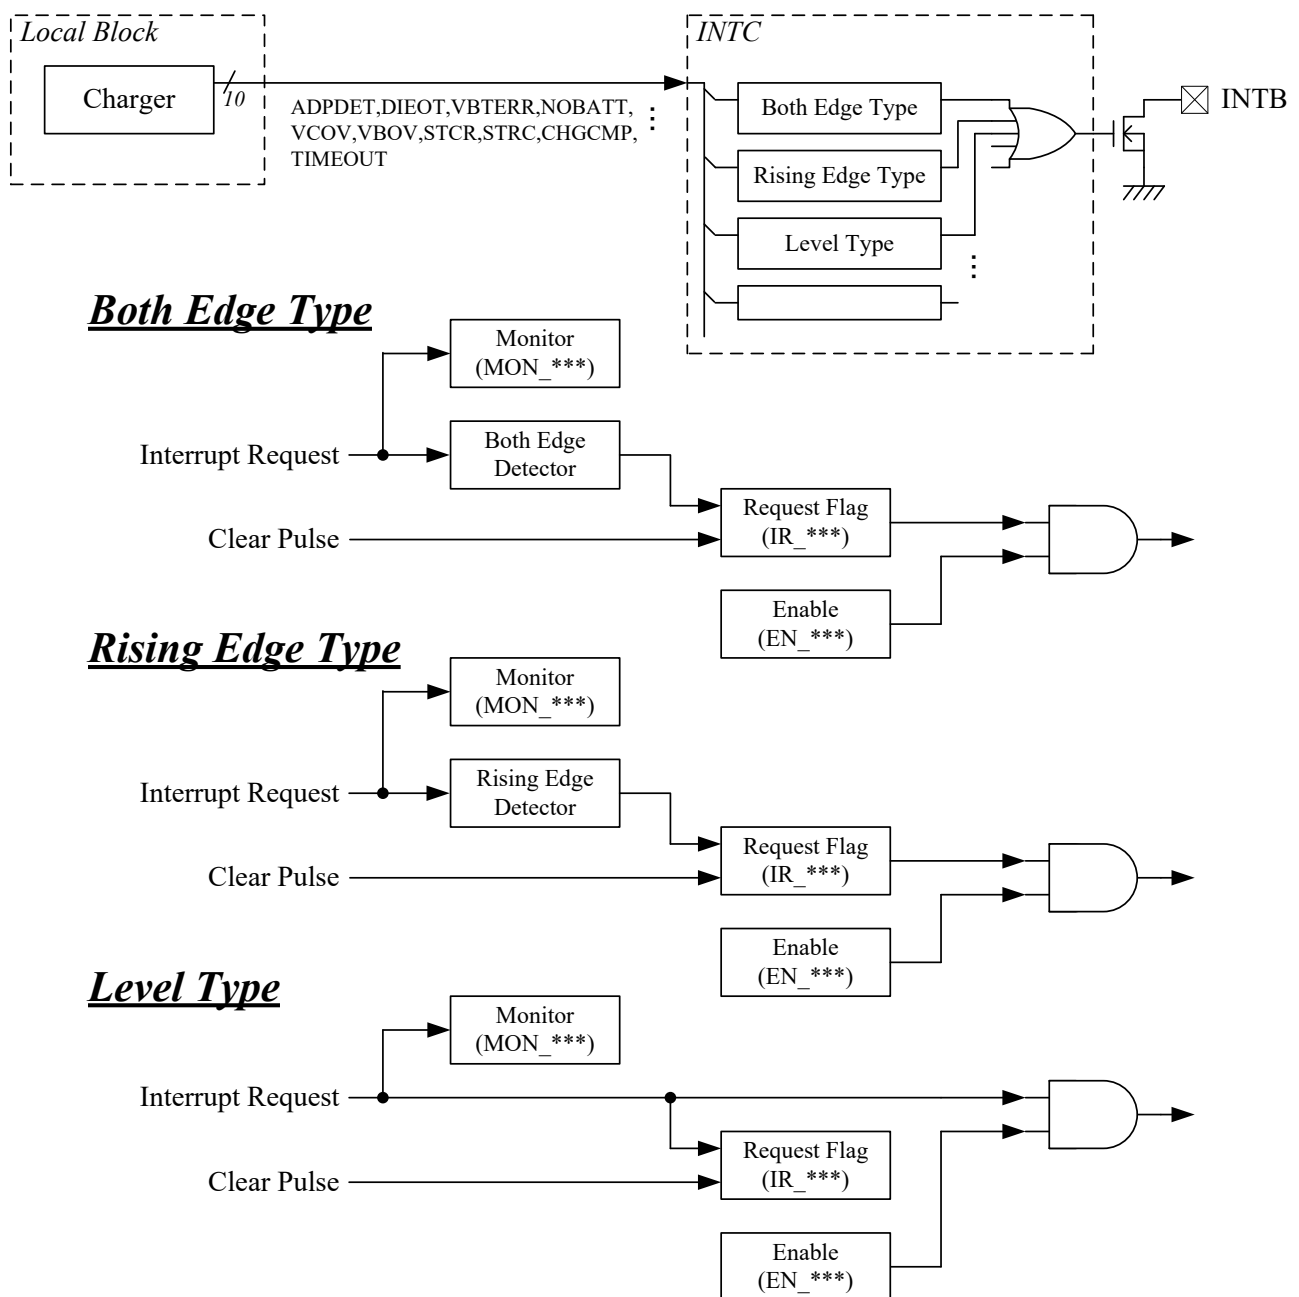 Local Block
Charger
10
ADPDET,DIEOT,VBTERR,NOBATT,
VCOV,VBOV,STCR,STRC,CHGCMP,
TIMEOUT
...
INTC
Both Edge Type
Rising Edge Type
Level Type
...
INTB
Both Edge Type
Monitor
(MON_***)
Interrupt Request
Both Edge
Detector
Clear Pulse
Request Flag
(IR_***)
Enable
(EN_***)
Rising Edge Type
Monitor
(MON_***)
Interrupt Request
Rising Edge
Detector
Clear Pulse
Request Flag
(IR_***)
Enable
(EN_***)
Level Type
Monitor
(MON_***)
Interrupt Request
Request Flag
(IR_***)
Clear Pulse
Enable
(EN_***)